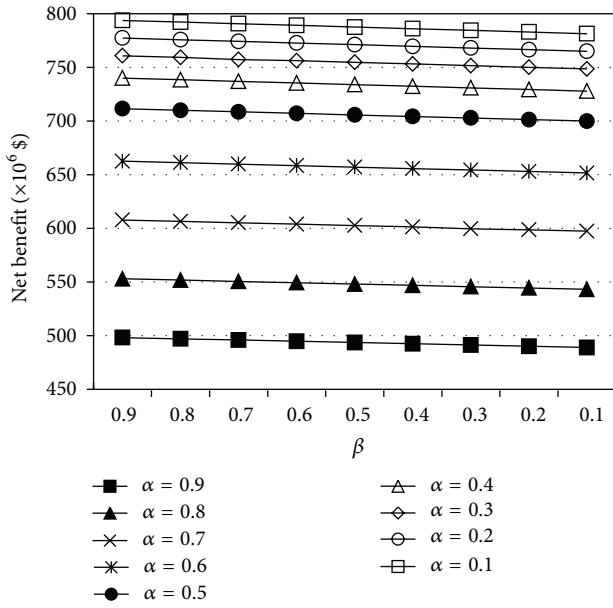 Net benefit (×10⁶ $)
800
750
700
650
600
550
500
450
0.9 0.8 0.7 0.6 0.5 0.4 0.3 0.2 0.1
β
α = 0.9
α = 0.8
α = 0.7
α = 0.6
α = 0.5
α = 0.4
α = 0.3
α = 0.2
α = 0.1